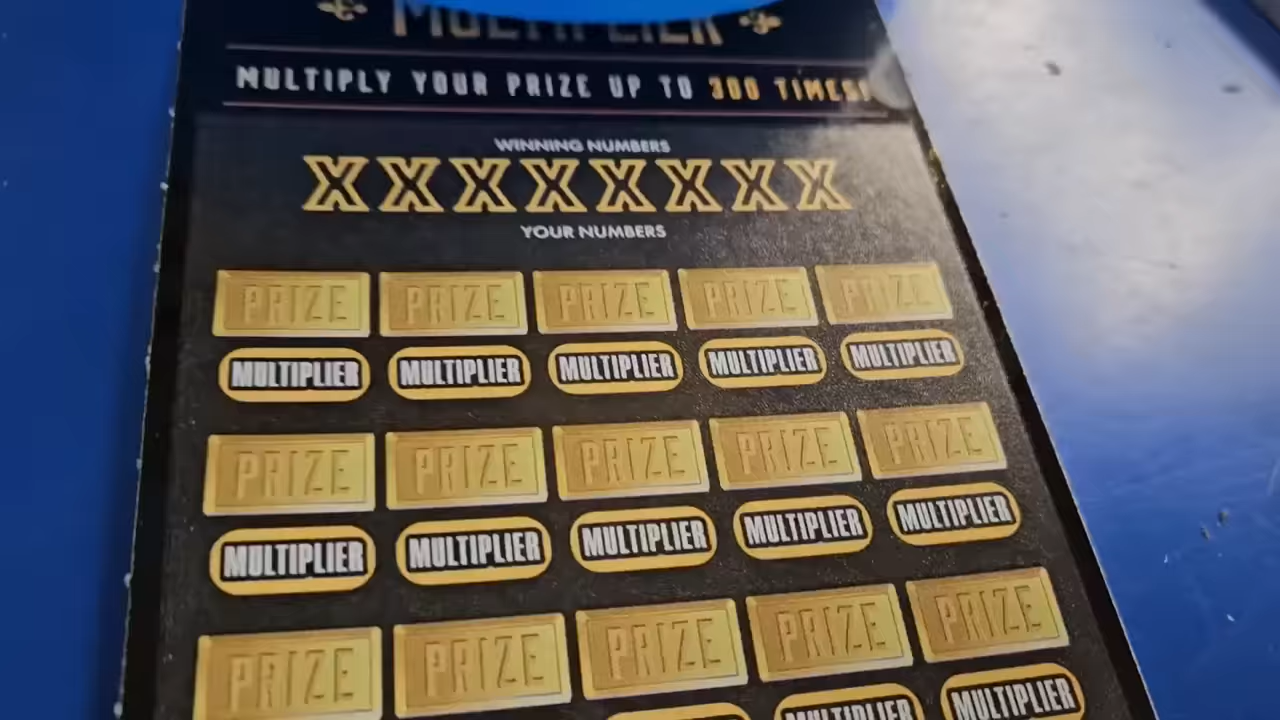 MULTIPLIER
MULTIPLY YOUR PRIZE UP TO 300 TIMES!
WINNING NUMBERS
XXXXXXXX
YOUR NUMBERS
PRIZE PRIZE PRIZE PRIZE PRIZE
MULTIPLIER MULTIPLIER MULTIPLIER MULTIPLIER MULTIPLIER
PRIZE PRIZE PRIZE PRIZE PRIZE
MULTIPLIER MULTIPLIER MULTIPLIER MULTIPLIER MULTIPLIER
PRIZE PRIZE PRIZE PRIZE PRIZE
MULTIPLIER MULTIPLIER